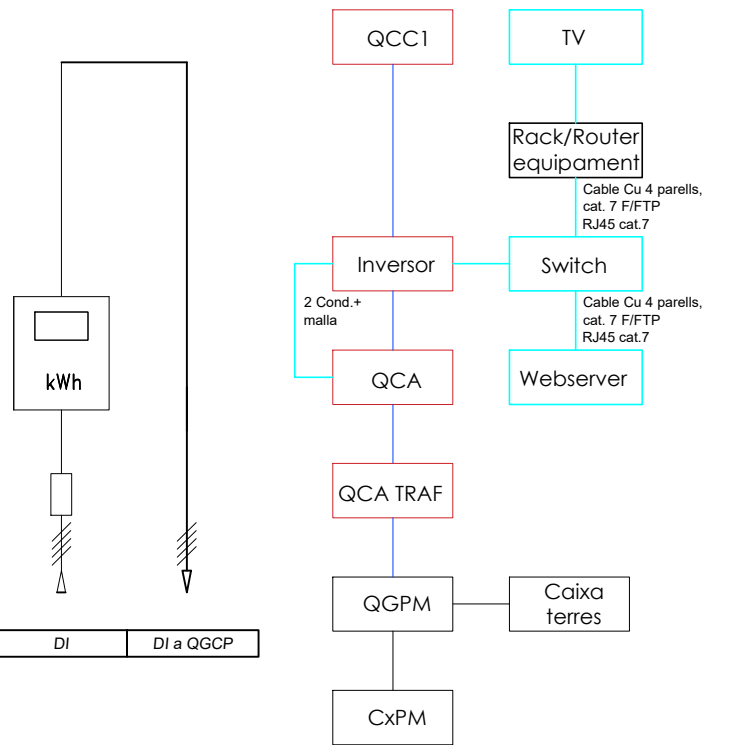 kWh
DI
DI a QGCP
QCC1
TV
Rack/Router
equipament
Cable Cu 4 parells,
cat. 7 F/FTP
RJ45 cat.7
Inversor
Switch
2 Cond.+
malla
Cable Cu 4 parells,
cat. 7 F/FTP
RJ45 cat.7
QCA
Webserver
QCA TRAF
QGPM
Caixa
terres
CxPM